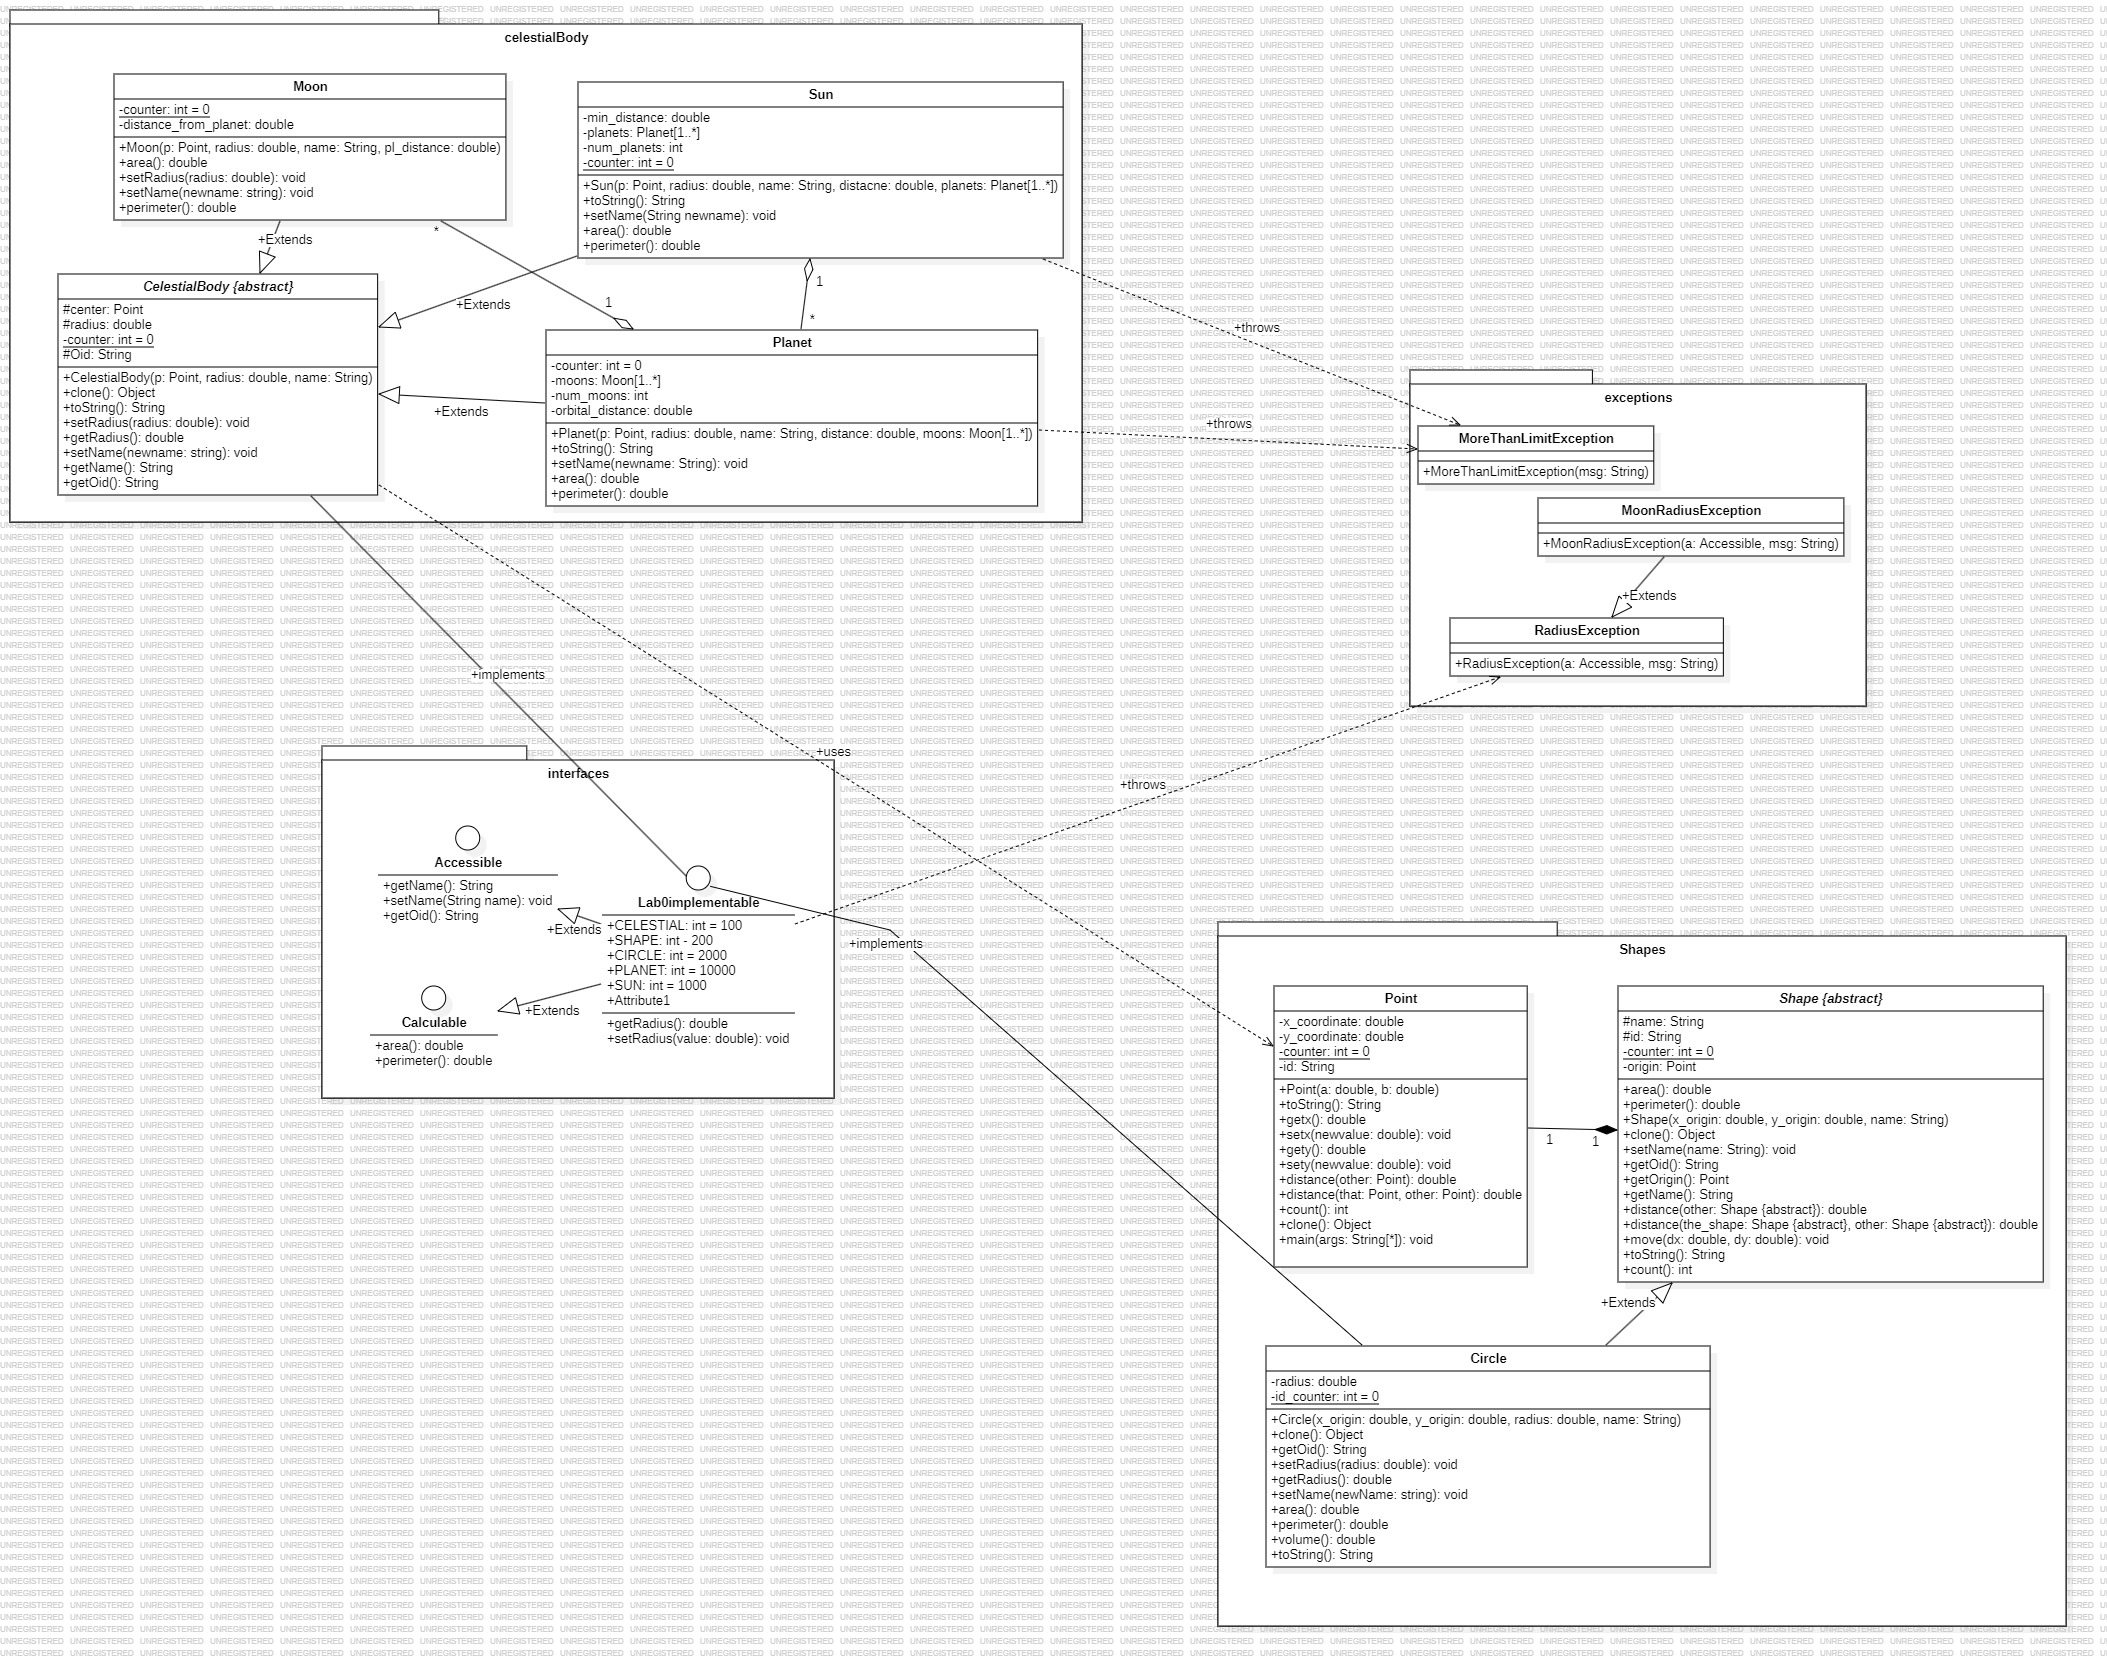 celestialBody
Moon
-counter: int = 0
-distance_from_planet: double
+Moon(p: Point, radius: double, name: String, pl_distance: double)
+area(): double
+setRadius(radius: double): void
+setName(newname: string): void
+perimeter(): double
Sun
-min_distance: double
-planets: Planet[1..*]
-num_planets: int
-counter: int = 0
+Sun(p: Point, radius: double, name: String, distacne: double, planets: Planet[1..*])
+toString(): String
+setName(String newname): void
+area(): double
+perimeter(): double
+Extends
*
1
+Extends
1
*
CelestialBody {abstract}
#center: Point
#radius: double
-counter: int = 0
#Oid: String
+CelestialBody(p: Point, radius: double, name: String)
+clone(): Object
+toString(): String
+setRadius(radius: double): void
+getRadius(): double
+setName(newname: string): void
+getName(): String
+getOid(): String
+Extends
Planet
-counter: int = 0
-moons: Moon[1..*]
-num_moons: int
-orbital_distance: double
+Planet(p: Point, radius: double, name: String, distance: double, moons: Moon[1..*])
+toString(): String
+setName(newname: String): void
+area(): double
+perimeter(): double
+throws
+throws
exceptions
MoreThanLimitException
+MoreThanLimitException(msg: String)
MoonRadiusException
+MoonRadiusException(a: Accessible, msg: String)
+Extends
RadiusException
+RadiusException(a: Accessible, msg: String)
+implements
+uses
+throws
interfaces
Accessible
+getName(): String
+setName(String name): void
+getOid(): String
+Extends
Lab0implementable
+CELESTIAL: int = 100
+SHAPE: int - 200
+CIRCLE: int = 2000
+PLANET: int = 10000
+SUN: int = 1000
+Attribute1
+getRadius(): double
+setRadius(value: double): void
+Extends
Calculable
+area(): double
+perimeter(): double
+implements
Shapes
Point
-x_coordinate: double
-y_coordinate: double
-counter: int = 0
-id: String
+Point(a: double, b: double)
+toString(): String
+getx(): double
+setx(newvalue: double): void
+gety(): double
+sety(newvalue: double): void
+distance(other: Point): double
+distance(that: Point, other: Point): double
+count(): int
+clone(): Object
+main(args: String[*]): void
1
1
Shape {abstract}
#name: String
#id: String
-counter: int = 0
-origin: Point
+area(): double
+perimeter(): double
+Shape(x_origin: double, y_origin: double, name: String)
+clone(): Object
+setName(name: String): void
+getOid(): String
+getOrigin(): Point
+getName(): String
+distance(other: Shape {abstract}): double
+distance(the_shape: Shape {abstract}, other: Shape {abstract}): double
+move(dx: double, dy: double): void
+toString(): String
+count(): int
+Extends
Circle
-radius: double
-id_counter: int = 0
+Circle(x_origin: double, y_origin: double, radius: double, name: String)
+clone(): Object
+getOid(): String
+setRadius(radius: double): void
+getRadius(): double
+setName(newName: string): void
+area(): double
+perimeter(): double
+volume(): double
+toString(): String
UNREGISTERED